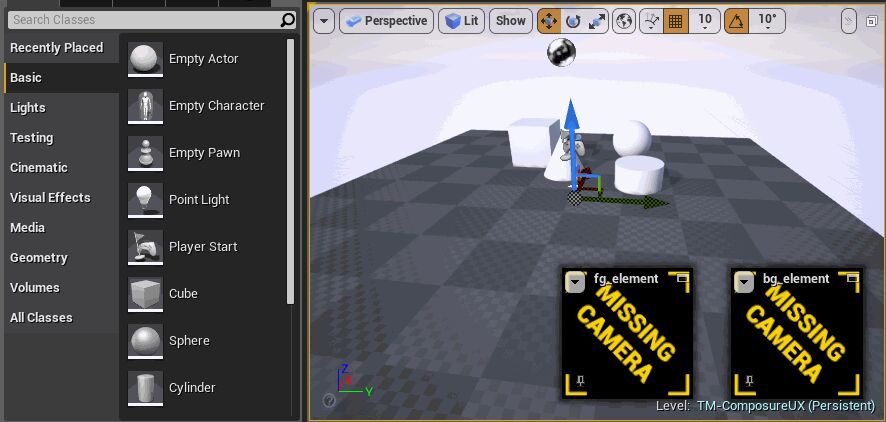 Search Classes
Recently Placed
Basic
Lights
Testing
Cinematic
Visual Effects
Media
Geometry
Volumes
All Classes
Empty Actor
Empty Character
Empty Pawn
Point Light
Player Start
Cube
Sphere
Cylinder
Perspective
Lit
Show
10
10°
fg_element
MISSING
CAMERA
bg_element
MISSING
CAMERA
Z
X
Y
Level: TM-ComposureUX (Persistent)